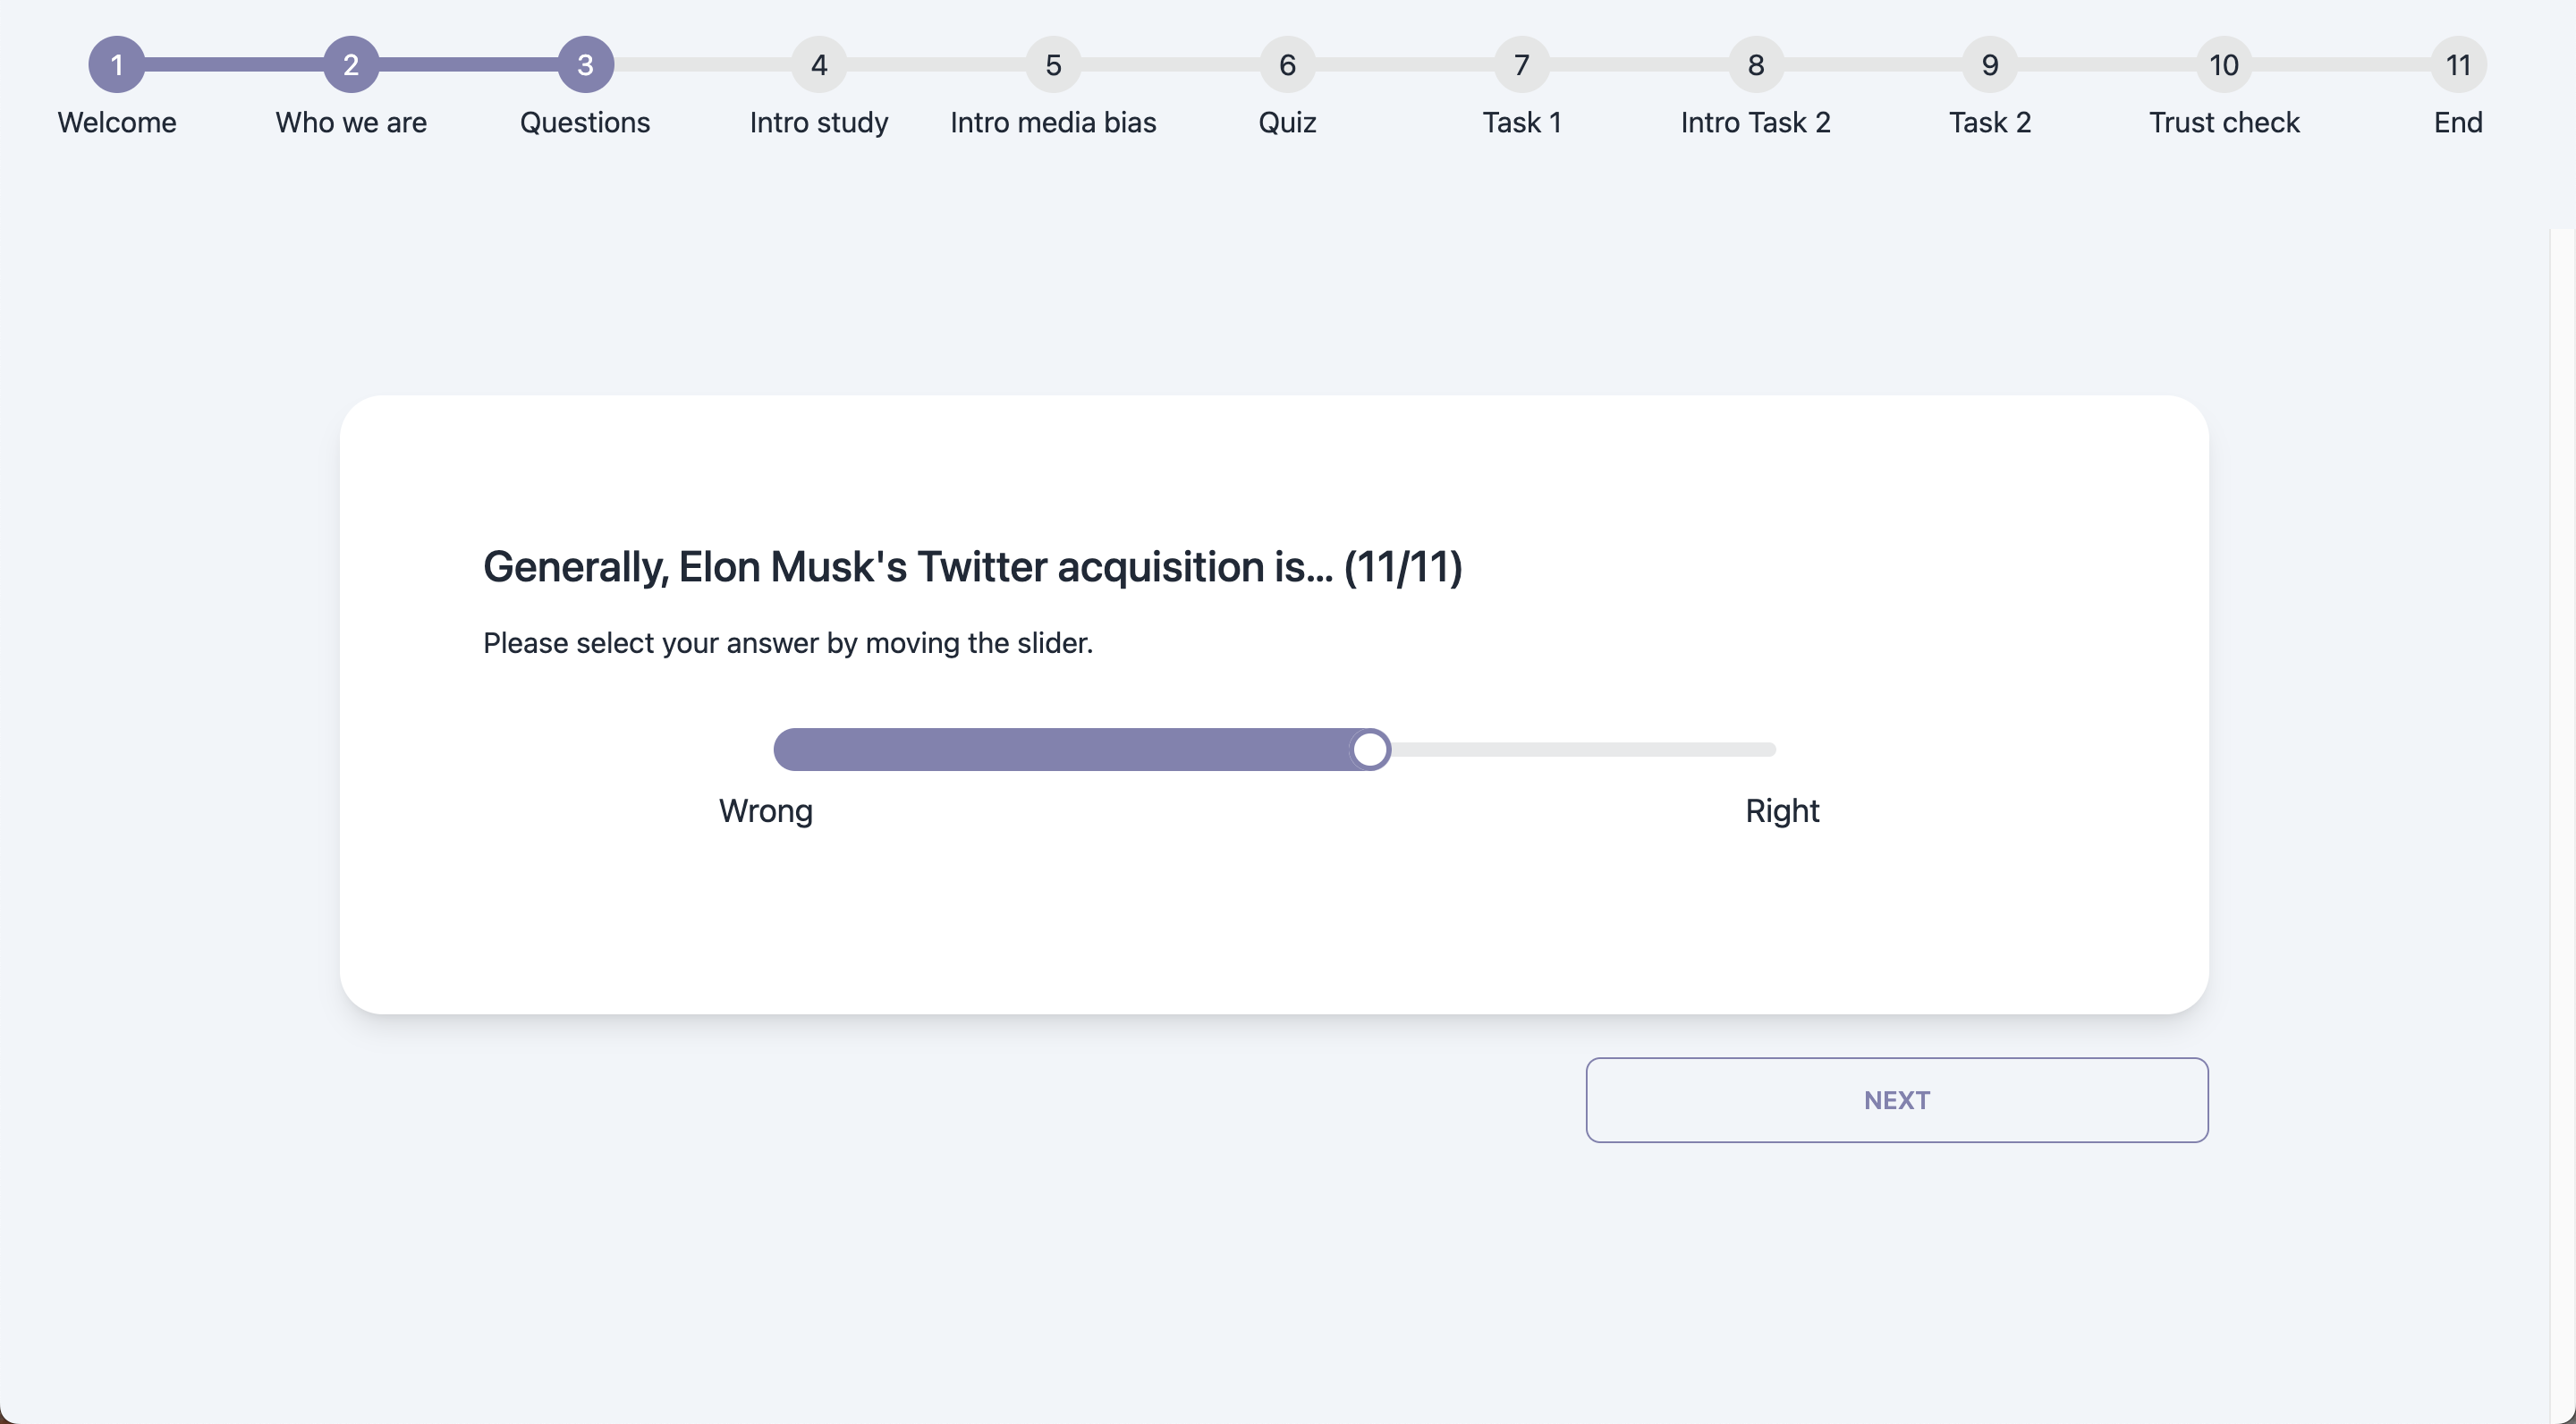 1 2 3 4 5 6 7 8 9 10 11
Welcome Who we are Questions Intro study Intro media bias Quiz Task 1 Intro Task 2 Task 2 Trust check End
Generally, Elon Musk's Twitter acquisition is... (11/11)
Please select your answer by moving the slider.
Wrong Right
NEXT